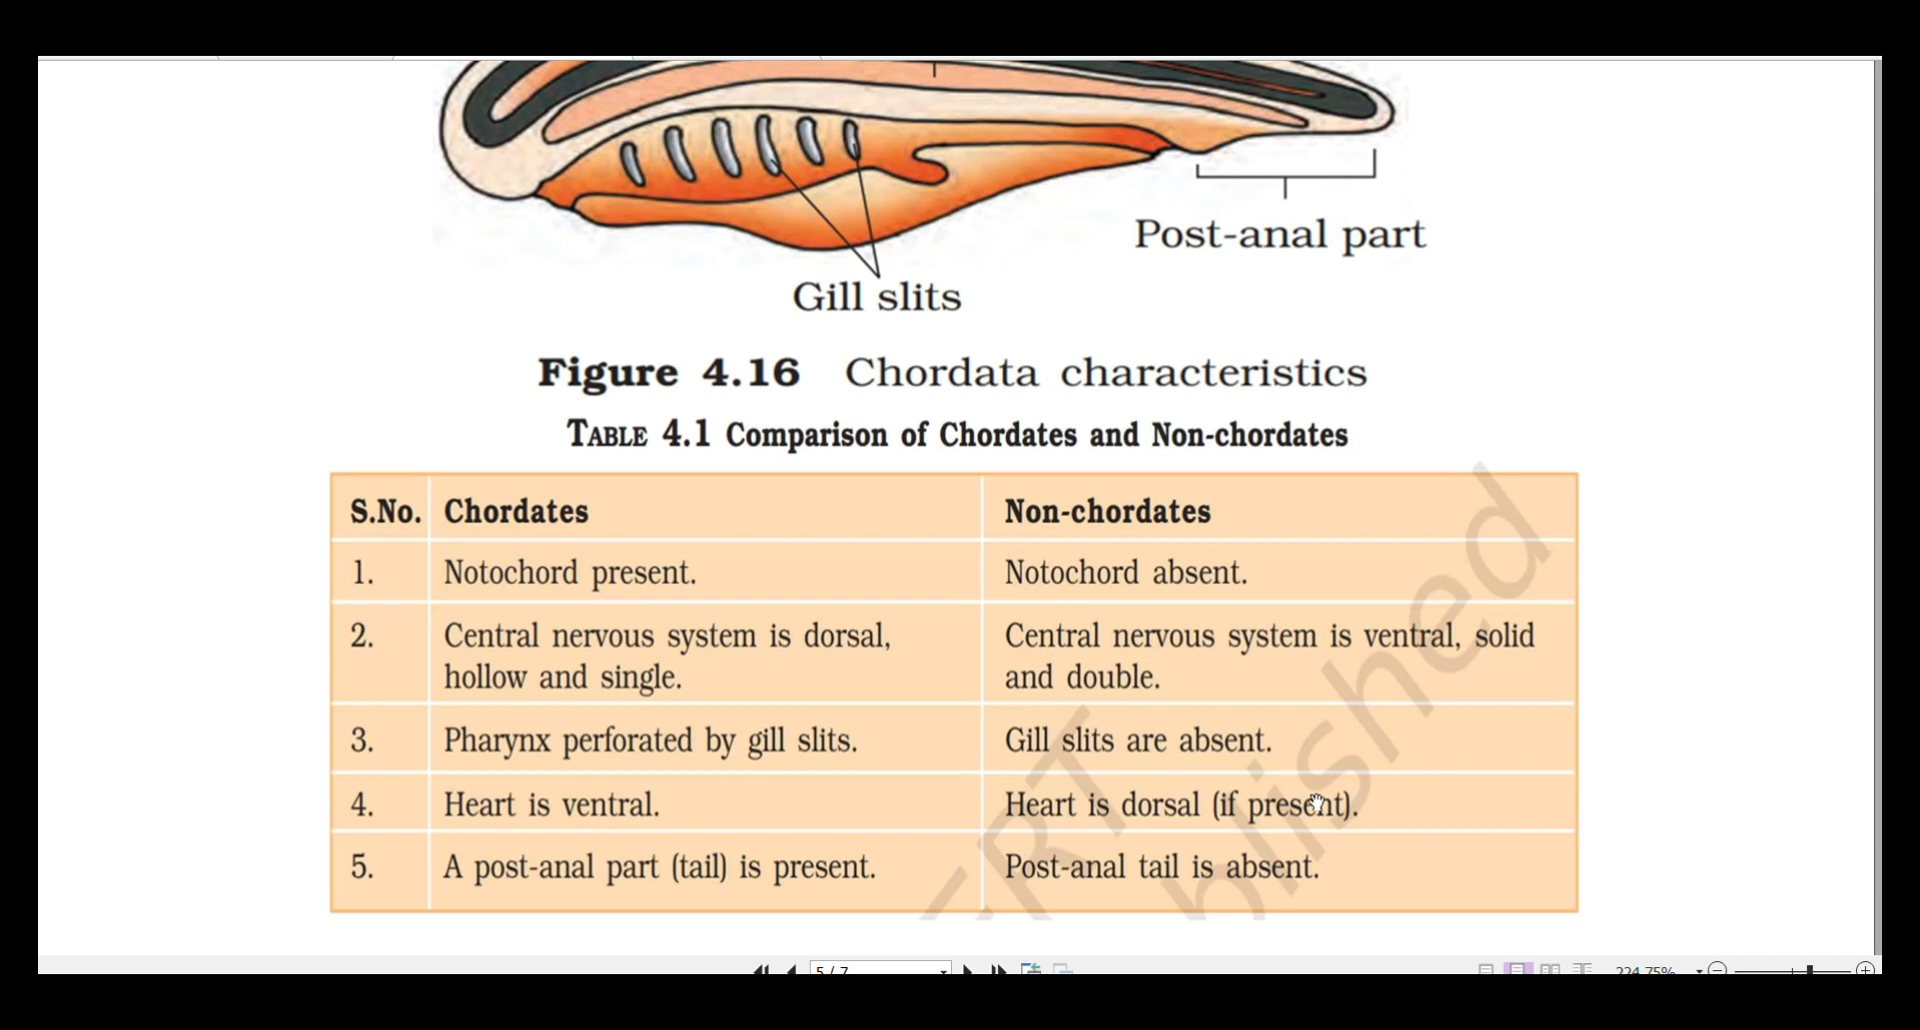 Post-anal part
Gill slits
Figure 4.16 Chordata characteristics
TABLE 4.1 Comparison of Chordates and Non-chordates
S.No. Chordates Non-chordates
1. Notochord present. Notochord absent.
2. Central nervous system is dorsal, Central nervous system is ventral, solid
hollow and single. and double.
3. Pharynx perforated by gill slits. Gill slits are absent.
4. Heart is ventral. Heart is dorsal (if present).
5. A post-anal part (tail) is present. Post-anal tail is absent.
5 / 7 224.75%